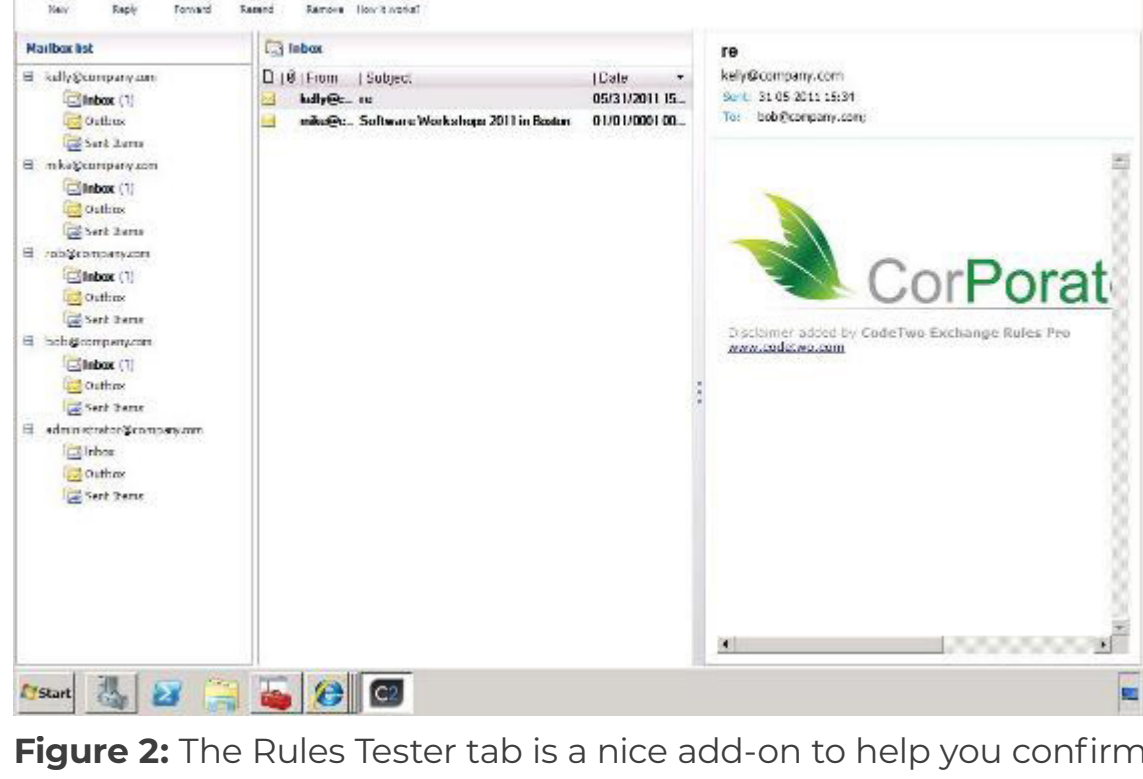 New Reply Forward Resend Remove How it works?
Mailbox list
kelly@company.com
Inbox (1)
Outbox
Sent Items
mike@company.com
Inbox (1)
Outbox
Sent Items
rob@company.com
Inbox (1)
Outbox
Sent Items
bob@company.com
Inbox (1)
Outbox
Sent Items
administrator@company.com
Inbox
Outbox
Sent Items
Inbox
From Subject Date
kelly@c... re 05/31/2011 15...
mike@c... Software Workshops 2011 in Boston 01/01/0001 00...
re
kelly@company.com
Sent: 31-05-2011 15:34
To: bob@company.com;
CorPorat
Disclaimer added by CodeTwo Exchange Rules Pro
www.codetwo.com
Start
C2
Figure 2: The Rules Tester tab is a nice add-on to help you confirm